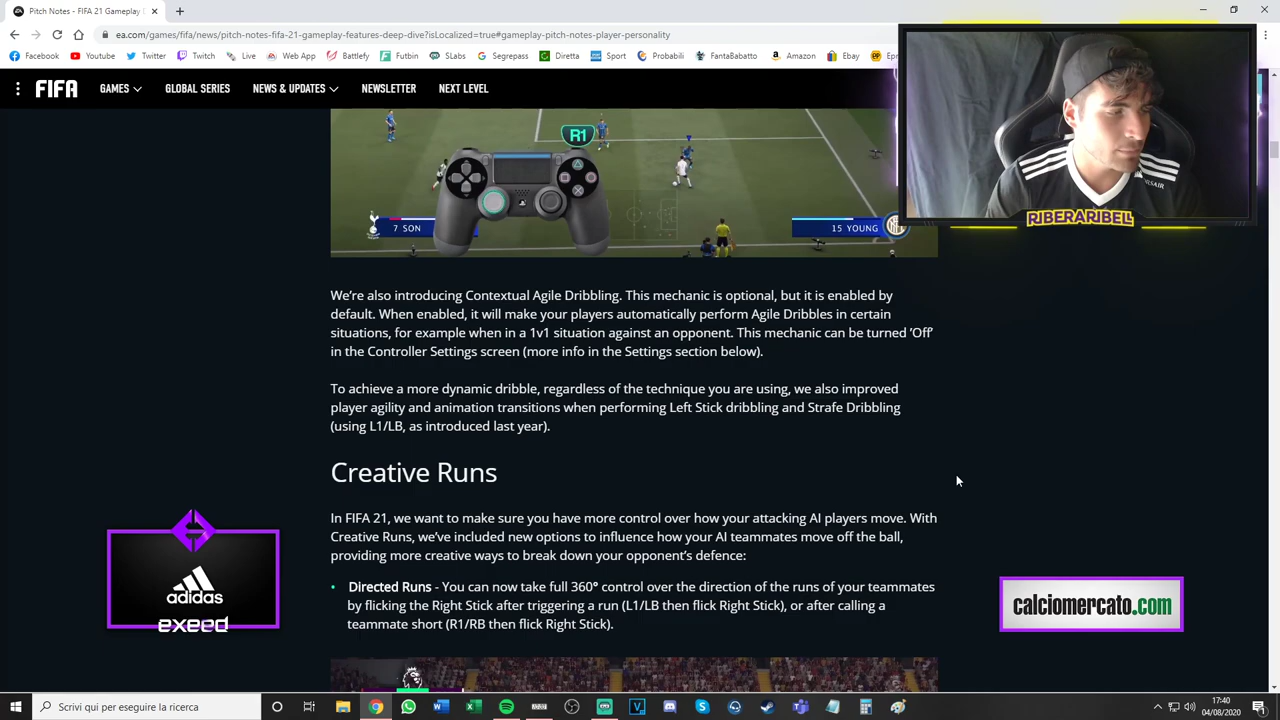 Pitch Notes - FIFA 21 Gameplay D
ea.com/games/fifa/news/pitch-notes-fifa-21-gameplay-features-deep-dive?isLocalized=true#gameplay-pitch-notes-player-personality
Facebook Youtube Twitter Twitch Live Web App Battlefy Futbin SLabs Segrepass Diretta Sport Probabili FantaBabatto Amazon Ebay
FIFA GAMES GLOBAL SERIES NEWS & UPDATES NEWSLETTER NEXT LEVEL
R1
7 SON
15 YOUNG
CORSAIR
RIBERARIBELL
We're also introducing Contextual Agile Dribbling. This mechanic is optional, but it is enabled by
default. When enabled, it will make your players automatically perform Agile Dribbles in certain
situations, for example when in a 1v1 situation against an opponent. This mechanic can be turned 'Off'
in the Controller Settings screen (more info in the Settings section below).
To achieve a more dynamic dribble, regardless of the technique you are using, we also improved
player agility and animation transitions when performing Left Stick dribbling and Strafe Dribbling
(using L1/LB, as introduced last year).
Creative Runs
In FIFA 21, we want to make sure you have more control over how your attacking AI players move. With
Creative Runs, we've included new options to influence how your AI teammates move off the ball,
providing more creative ways to break down your opponent's defence:
• Directed Runs - You can now take full 360° control over the direction of the runs of your teammates
by flicking the Right Stick after triggering a run (L1/LB then flick Right Stick), or after calling a
teammate short (R1/RB then flick Right Stick).
adidas
exeed
calciomercato.com
Scrivi qui per eseguire la ricerca
17:40
04/08/2020